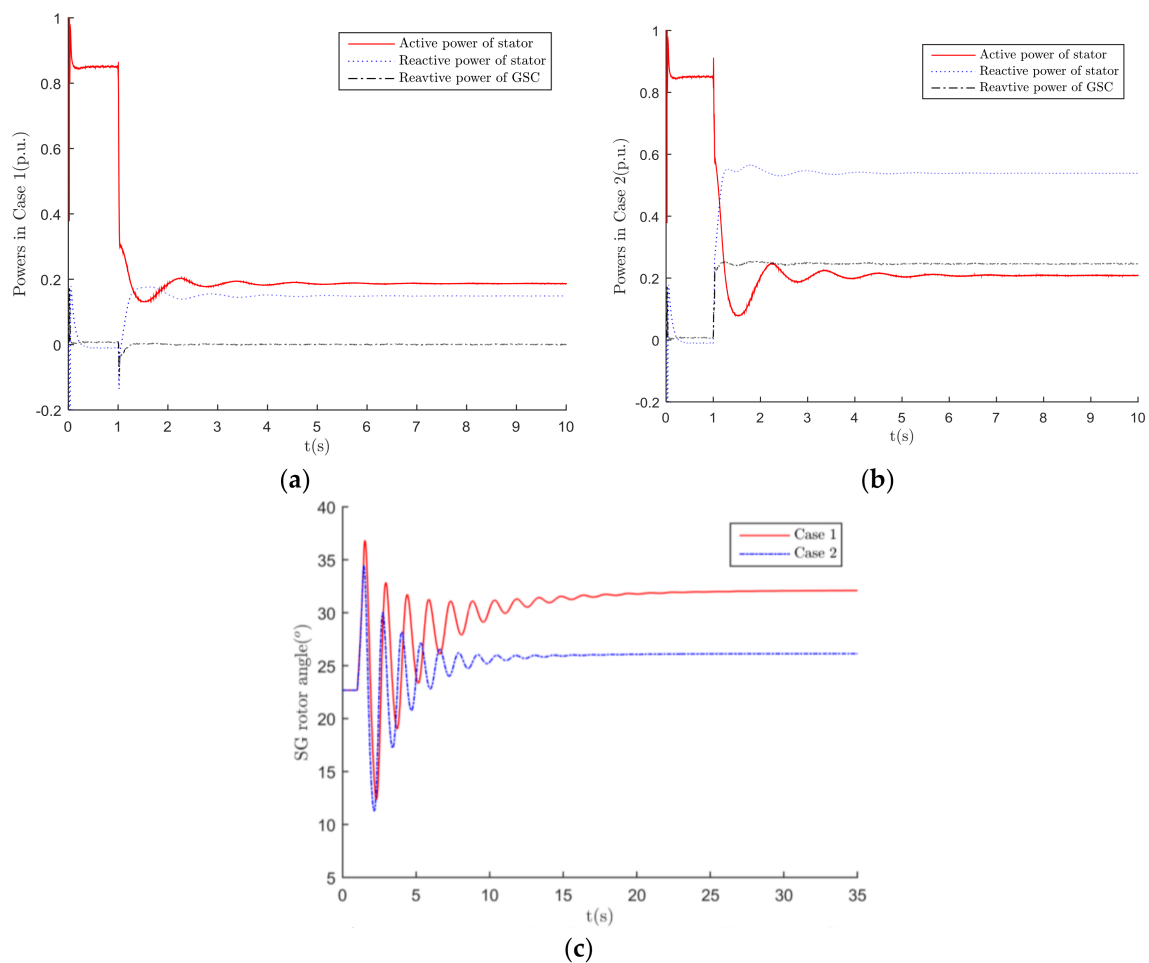 Powers in Case 1(p.u.)
1
0.8
0.6
0.4
0.2
0
-0.2
Active power of stator
Reactive power of stator
Reavtive power of GSC
0 1 2 3 4 5 6 7 8 9 10
t(s)
(a)
Powers in Case 2(p.u.)
1
0.8
0.6
0.4
0.2
0
-0.2
Active power of stator
Reactive power of stator
Reavtive power of GSC
0 1 2 3 4 5 6 7 8 9 10
t(s)
(b)
SG rotor angle(°)
40
35
30
25
20
15
10
5
Case 1
Case 2
0 5 10 15 20 25 30 35
t(s)
(c)